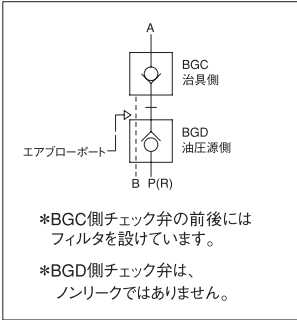 A
BGC
治具側
エアブローポート
BGD
油圧源側
B P(R)
*BGC側チェック弁の前後には
フィルタを設けています。
*BGD側チェック弁は、
ノンリークではありません。